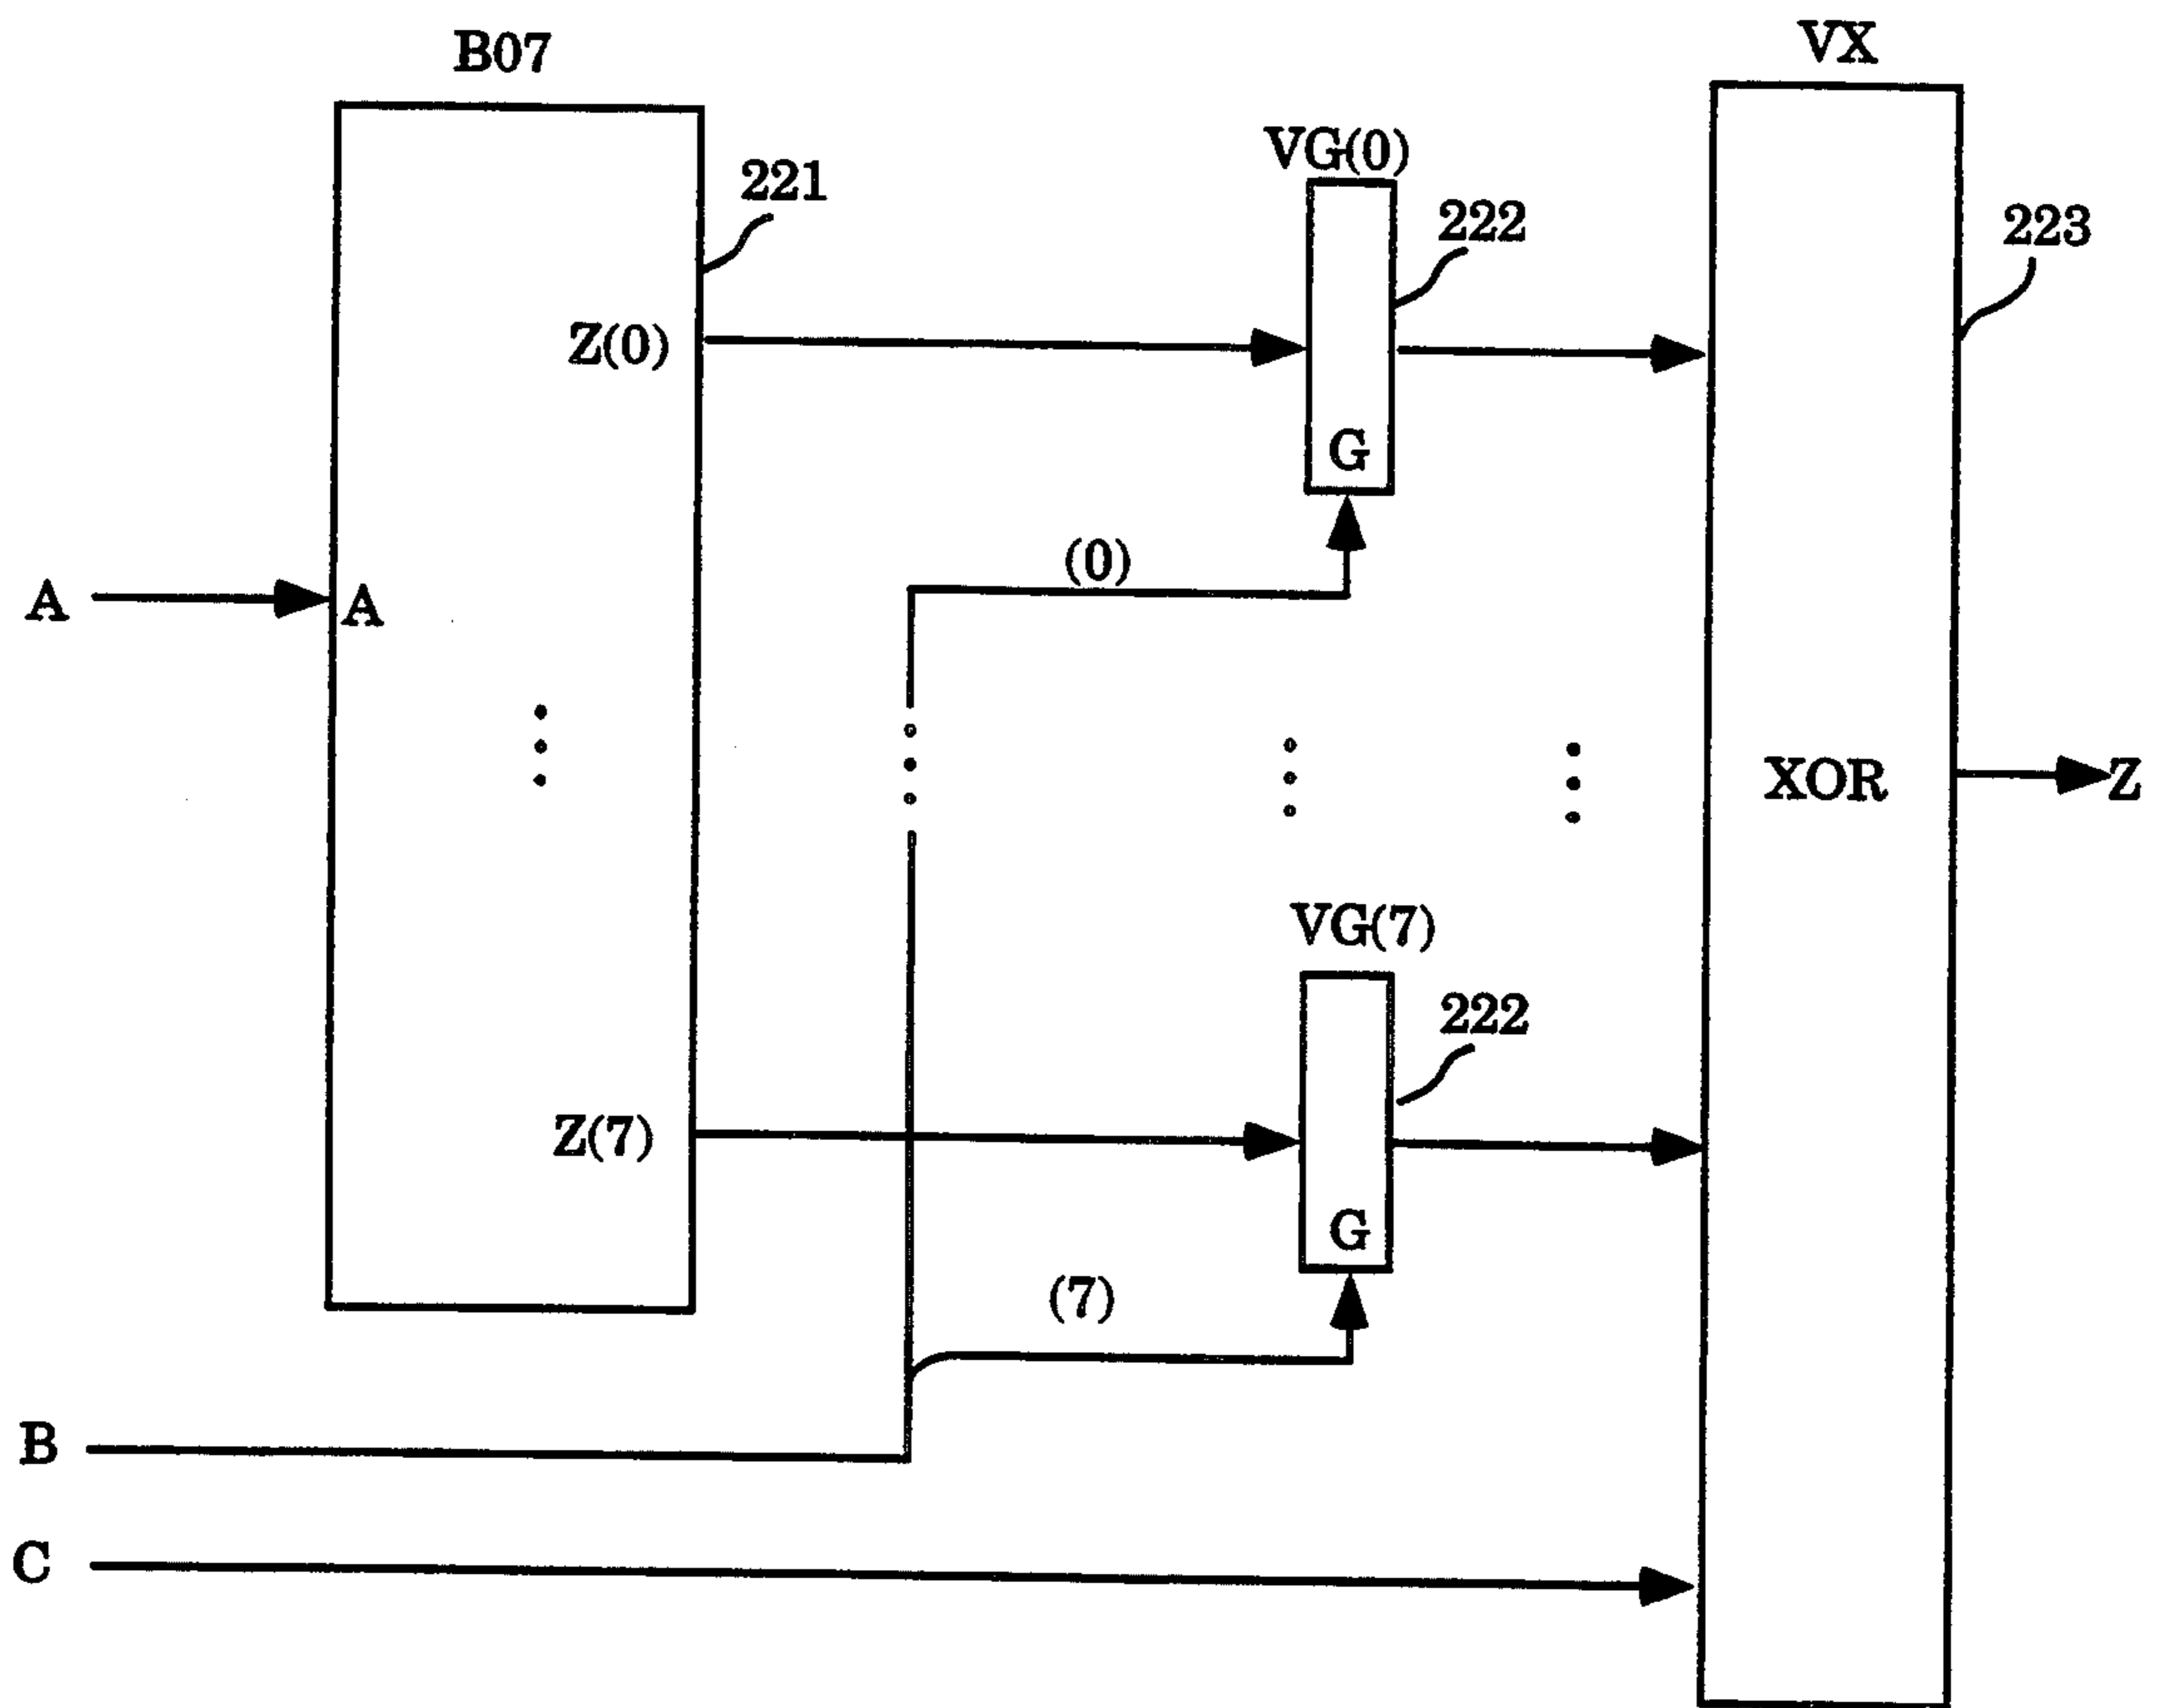 B07
VX
VG(0)
221
222
223
Z(0)
G
(0)
A
A
XOR
Z
VG(7)
222
Z(7)
G
(7)
B
C